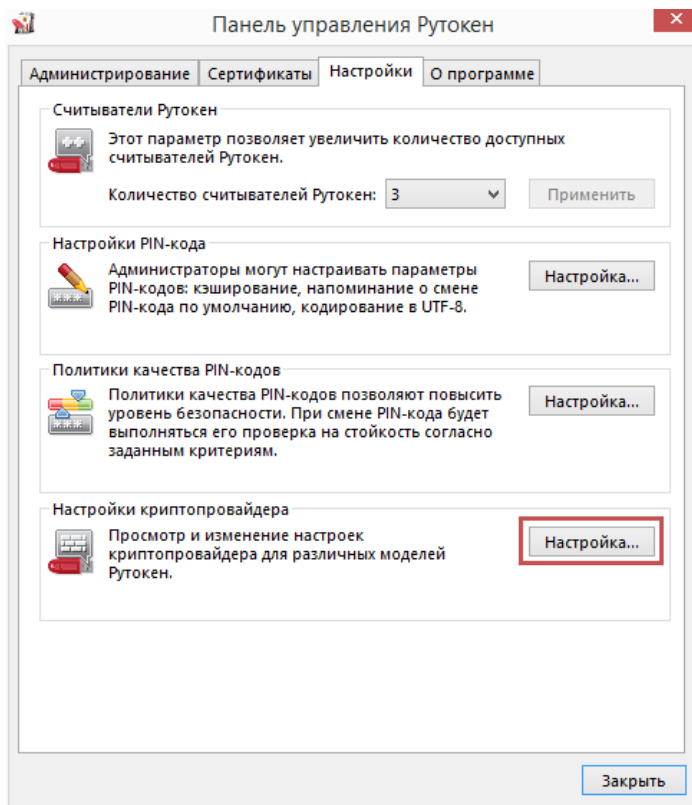 Панель управления Рутокен
Администрирование Сертификаты Настройки О программе
Считыватели Рутокен
Этот параметр позволяет увеличить количество доступных
считывателей Рутокен.
Количество считывателей Рутокен: 3 Применить
Настройки PIN-кода
Администраторы могут настраивать параметры
PIN-кодов: кэширование, напоминание о смене
PIN-кода по умолчанию, кодирование в UTF-8.
Настройка...
Политики качества PIN-кодов
Политики качества PIN-кодов позволяют повысить
уровень безопасности. При смене PIN-кода будет
выполняться его проверка на стойкость согласно
заданным критериям.
Настройка...
Настройки криптопровайдера
Просмотр и изменение настроек
криптопровайдера для различных моделей
Рутокен.
Настройка...
Закрыть